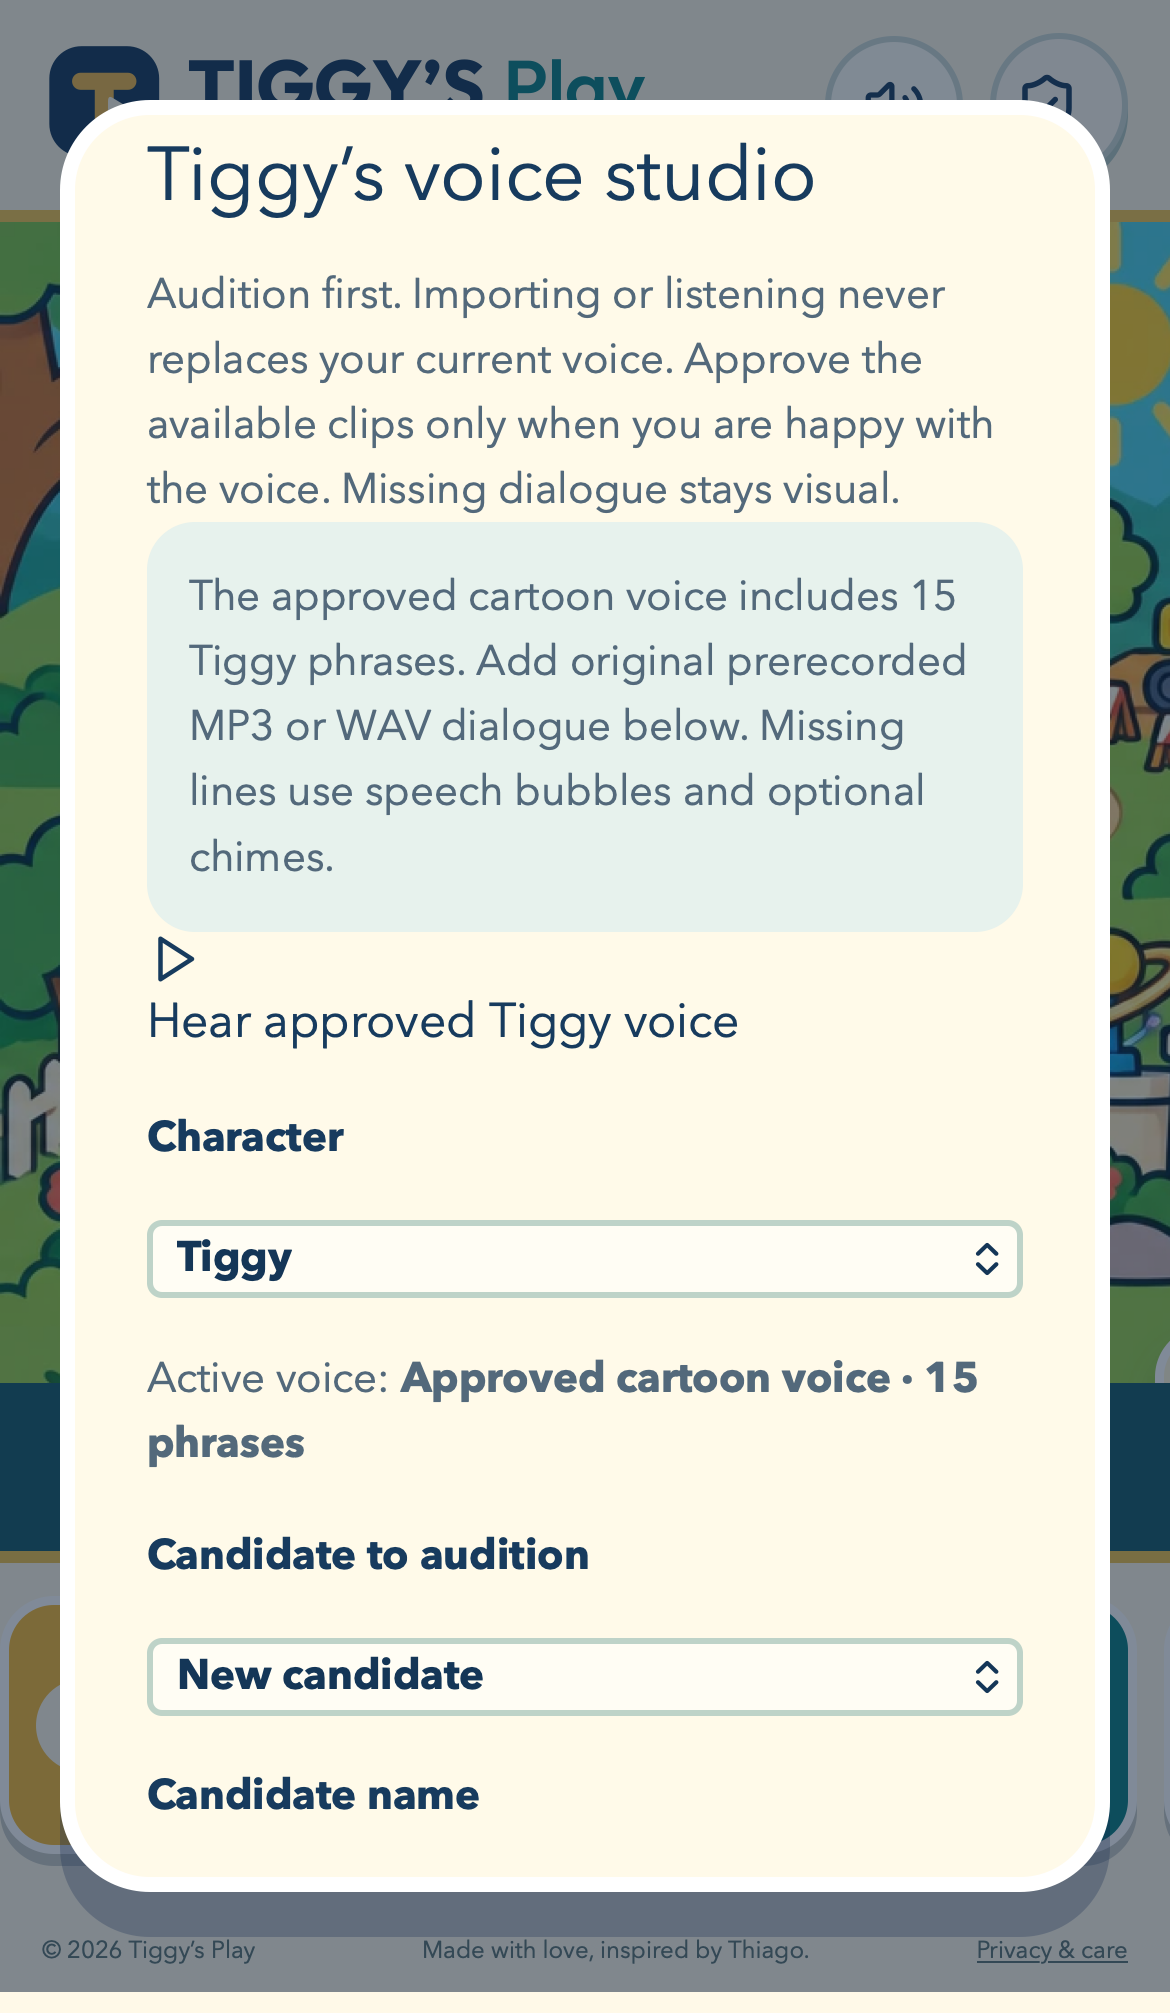 TIGGY’S Play
Tiggy’s voice studio
Audition first. Importing or listening never
replaces your current voice. Approve the
available clips only when you are happy with
the voice. Missing dialogue stays visual.
The approved cartoon voice includes 15
Tiggy phrases. Add original prerecorded
MP3 or WAV dialogue below. Missing
lines use speech bubbles and optional
chimes.
Hear approved Tiggy voice
Character
Tiggy
Active voice: Approved cartoon voice • 15
phrases
Candidate to audition
New candidate
Candidate name
© 2026 Tiggy’s Play
Made with love, inspired by Thiago.
Privacy & care